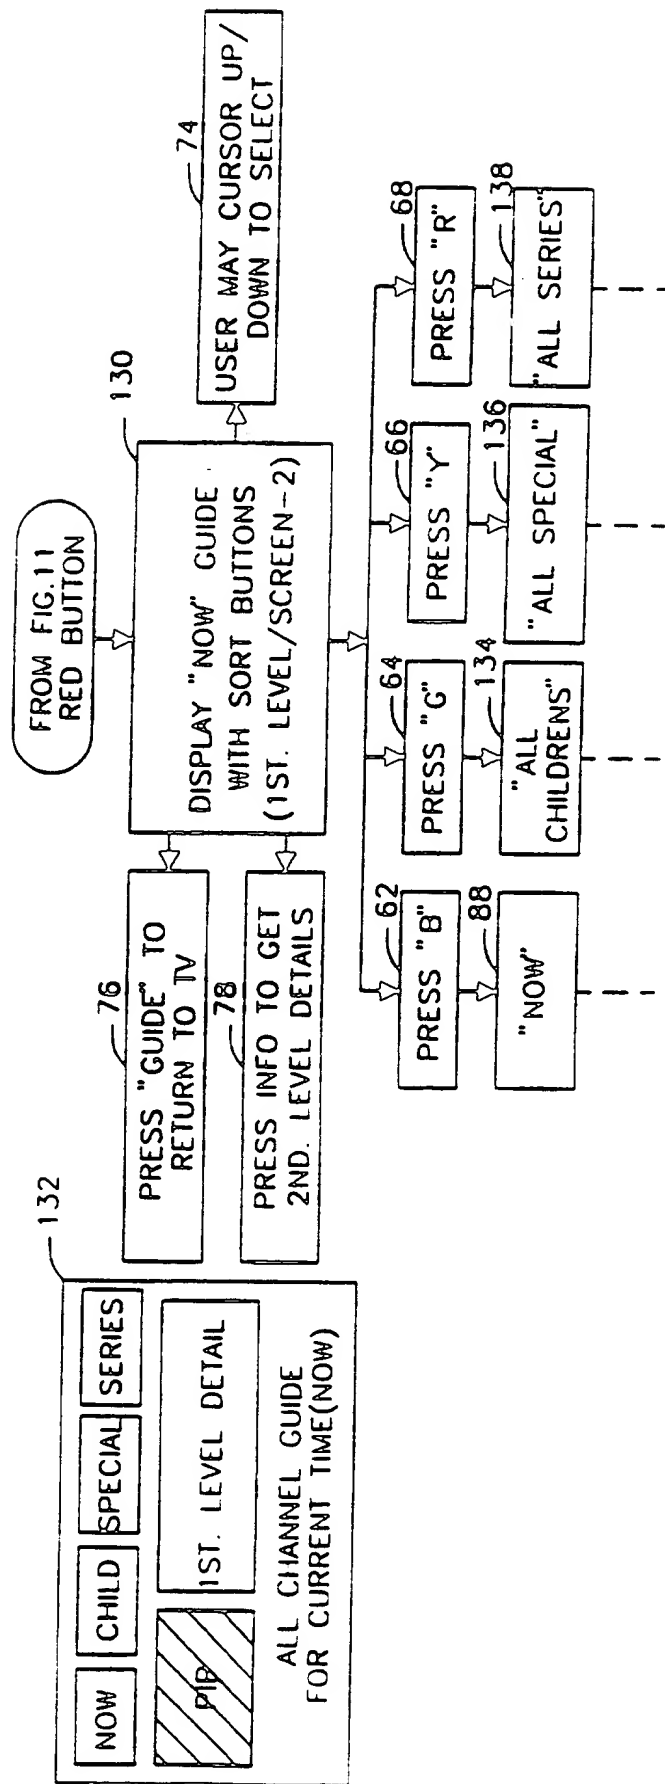 FROM FIG.11
RED BUTTON
130
DISPLAY "NOW" GUIDE
WITH SORT BUTTONS
(1ST. LEVEL/SCREEN-2)
74
USER MAY CURSOR UP/
DOWN TO SELECT
76
PRESS "GUIDE" TO
RETURN TO TV
78
PRESS INFO TO GET
2ND. LEVEL DETAILS
132
NOW
CHILD
SPECIAL
SERIES
PIP
1ST. LEVEL DETAIL
ALL CHANNEL GUIDE
FOR CURRENT TIME(NOW)
62
PRESS "B"
88
"NOW"
64
PRESS "G"
134
"ALL
CHILDRENS"
66
PRESS "Y"
136
"ALL SPECIAL"
68
PRESS "R"
138
"ALL SERIES"